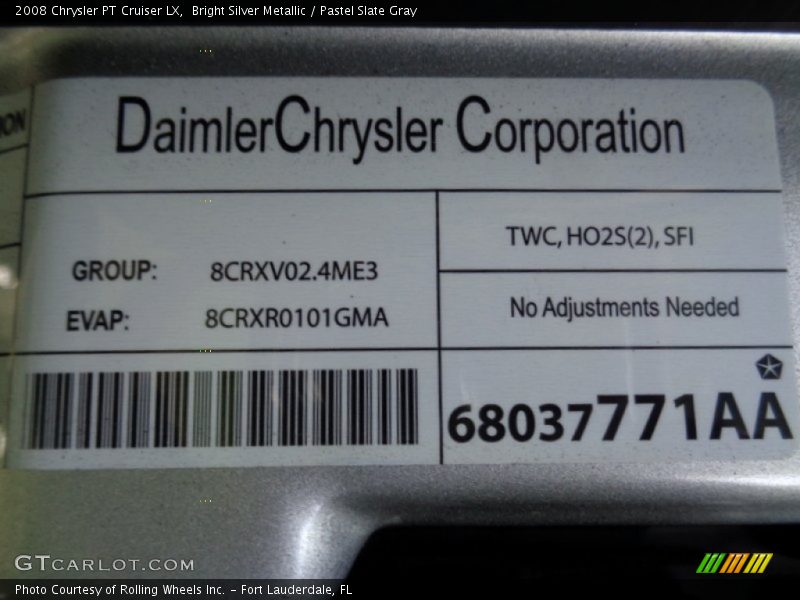 2008 Chrysler PT Cruiser LX, Bright Silver Metallic / Pastel Slate Gray
ON
DaimlerChrysler Corporation
TWC, HO2S(2), SFI
GROUP: 8CRXV02.4ME3
No Adjustments Needed
EVAP: 8CRXR0101GMA
68037771AA
GTCARLOT.COM
Photo Courtesy of Rolling Wheels Inc. – Fort Lauderdale, FL